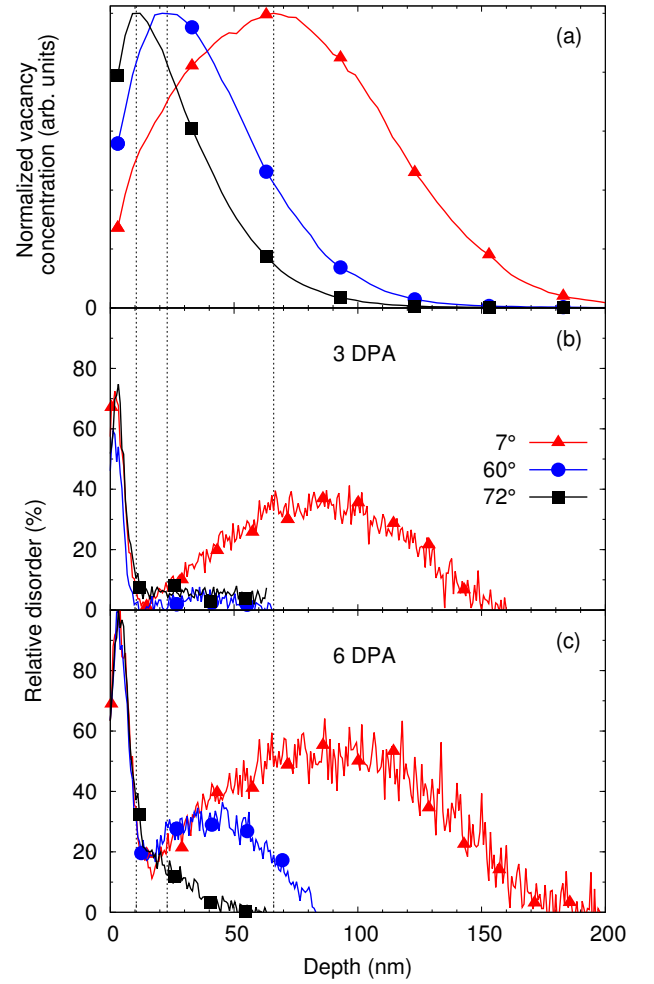 Normalized vacancy
concentration (arb. units)
(a)
0
(b)
3 DPA
80
60
40
20
0
7°
60°
72°
Relative disorder (%)
(c)
6 DPA
80
60
40
20
0
0
50
100
150
200
Depth (nm)